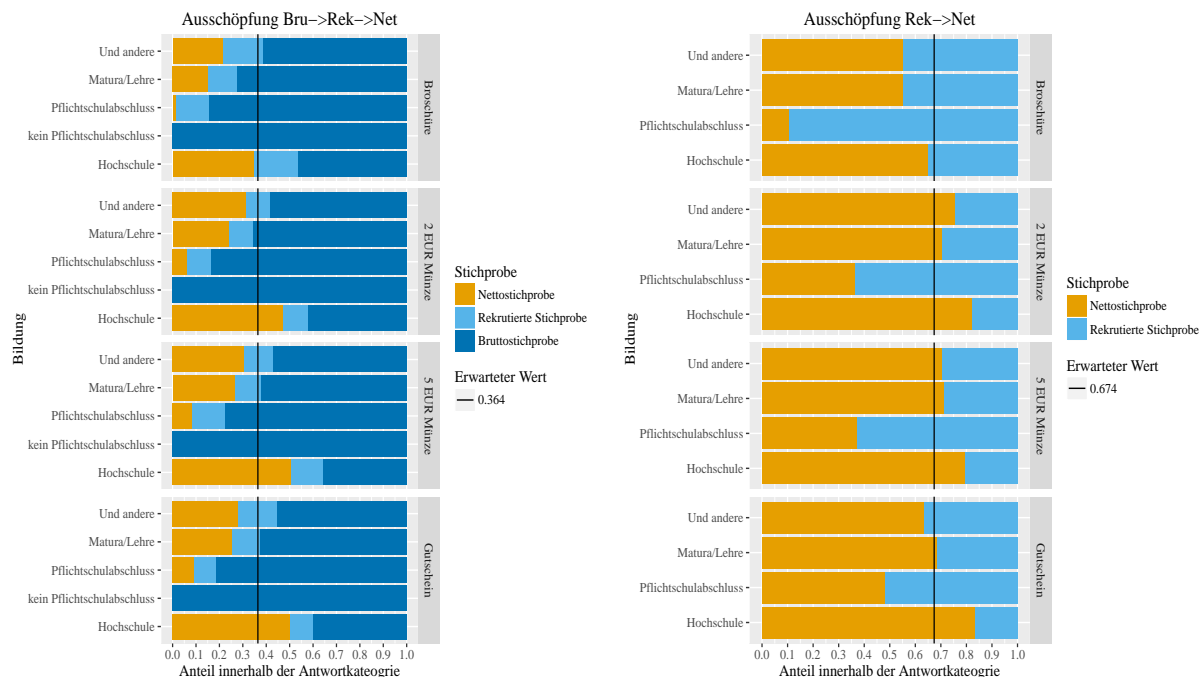 Ausschöpfung Bru−>Rek−>Net
Bildung
Und andere
Matura/Lehre
Pflichtschulabschluss
kein Pflichtschulabschluss
Hochschule
Broschüre
Und andere
Matura/Lehre
Pflichtschulabschluss
kein Pflichtschulabschluss
Hochschule
2 EUR Münze
Und andere
Matura/Lehre
Pflichtschulabschluss
kein Pflichtschulabschluss
Hochschule
5 EUR Münze
Und andere
Matura/Lehre
Pflichtschulabschluss
kein Pflichtschulabschluss
Hochschule
Gutschein
0.0 0.1 0.2 0.3 0.4 0.5 0.6 0.7 0.8 0.9 1.0
Anteil innerhalb der Antwortkateogrie
Stichprobe
Nettostichprobe
Rekrutierte Stichprobe
Bruttostichprobe
Erwarteter Wert
0.364
Ausschöpfung Rek−>Net
Bildung
Und andere
Matura/Lehre
Pflichtschulabschluss
Hochschule
Broschüre
Und andere
Matura/Lehre
Pflichtschulabschluss
Hochschule
2 EUR Münze
Und andere
Matura/Lehre
Pflichtschulabschluss
Hochschule
5 EUR Münze
Und andere
Matura/Lehre
Pflichtschulabschluss
Hochschule
Gutschein
0.0 0.1 0.2 0.3 0.4 0.5 0.6 0.7 0.8 0.9 1.0
Anteil innerhalb der Antwortkateogrie
Stichprobe
Nettostichprobe
Rekrutierte Stichprobe
Erwarteter Wert
0.674